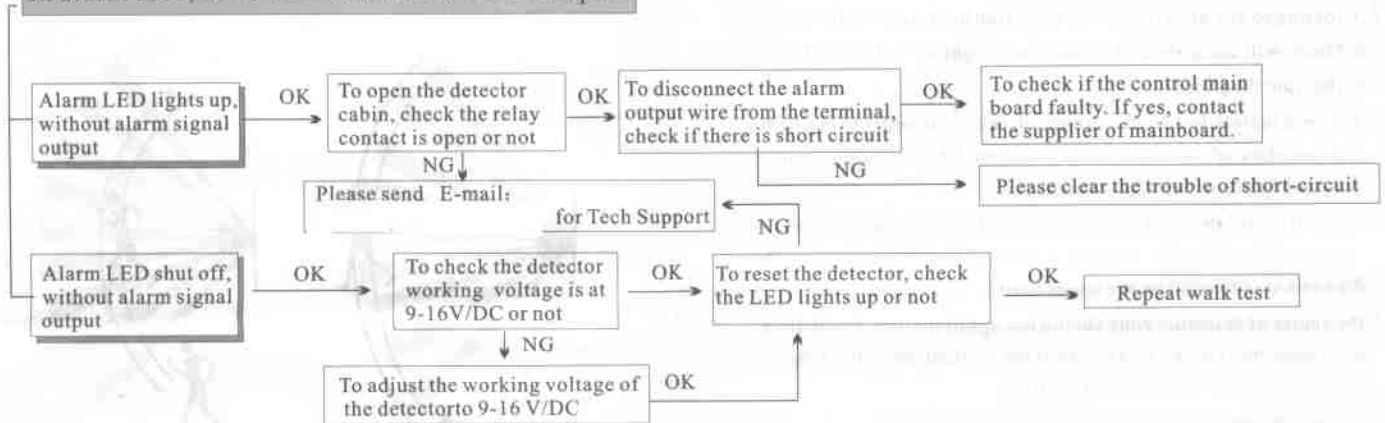 Alarm LED lights up,
without alarm signal
output
OK
To open the detector
cabin, check the relay
contact is open or not
OK
To disconnect the alarm
output wire from the terminal,
check if there is short circuit
OK
To check if the control main
board faulty. If yes, contact
the supplier of mainboard.
NG
NG
Please clear the trouble of short-circuit
Please send E-mail:
for Tech Support
NG
Alarm LED shut off,
without alarm signal
output
OK
To check the detector
working voltage is at
9-16V/DC or not
OK
To reset the detector, check
the LED lights up or not
OK
Repeat walk test
NG
To adjust the working voltage of
the detectorto 9-16 V/DC
OK